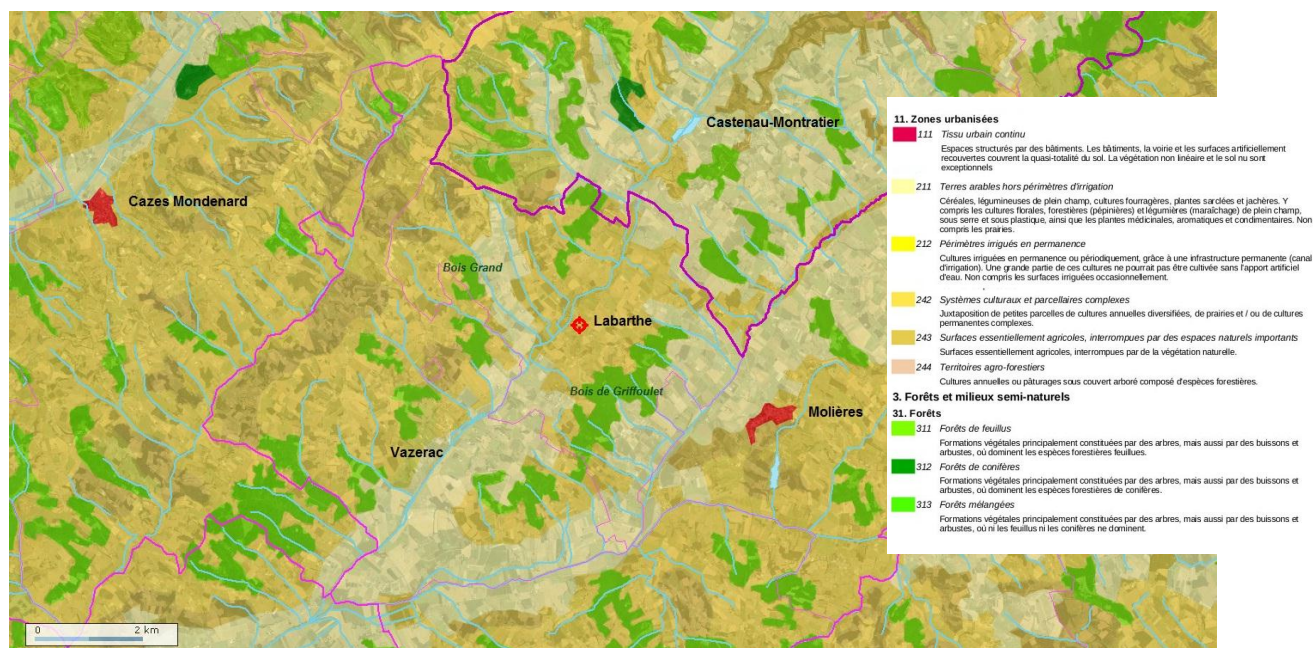 Castenau-Montratier
Cazes Mondenard
Bois Grand
Labarthe
Bois de Griffoulet
Molières
Vazerac
0 2 km
11. Zones urbanisées
111 Tissu urbain continu
Espaces structurés par des bâtiments. Les bâtiments, la voirie et les surfaces artificiellement
recouvertes couvrent la quasi-totalité du sol. La végétation non linéaire et le sol nu sont
exceptionnels
211 Terres arables hors périmètres d'irrigation
Céréales, légumineuses de plein champ, cultures fourragères, plantes sarclées et jachères. Y
compris les cultures florales, forestières (pépinières) et légumières (maraîchage) de plein champ,
sous serre et sous plastique, ainsi que les plantes médicinales, aromatiques et condimentaires. Non
compris les prairies.
212 Périmètres irrigués en permanence
Cultures irriguées en permanence ou périodiquement, grâce à une infrastructure permanente (canal
d'irrigation). Une grande partie de ces cultures ne pourrait pas être cultivée sans l'apport artificiel
d'eau. Non compris les surfaces irriguées occasionnellement.
242 Systèmes culturaux et parcellaires complexes
Juxtaposition de petites parcelles de cultures annuelles diversifiées, de prairies et / ou de cultures
permanentes complexes.
243 Surfaces essentiellement agricoles, interrompues par des espaces naturels importants
Surfaces essentiellement agricoles, interrompues par de la végétation naturelle.
244 Territoires agro-forestiers
Cultures annuelles ou pâturages sous couvert arboré composé d'espèces forestières.
3. Forêts et milieux semi-naturels
31. Forêts
311 Forêts de feuillus
Formations végétales principalement constituées par des arbres, mais aussi par des buissons et
arbustes, où dominent les espèces forestières feuillues.
312 Forêts de conifères
Formations végétales principalement constituées par des arbres, mais aussi par des buissons et
arbustes, où dominent les espèces forestières de conifères.
313 Forêts mélangées
Formations végétales principalement constituées par des arbres, mais aussi par des buissons et
arbustes, où ni les feuillus ni les conifères ne dominent.